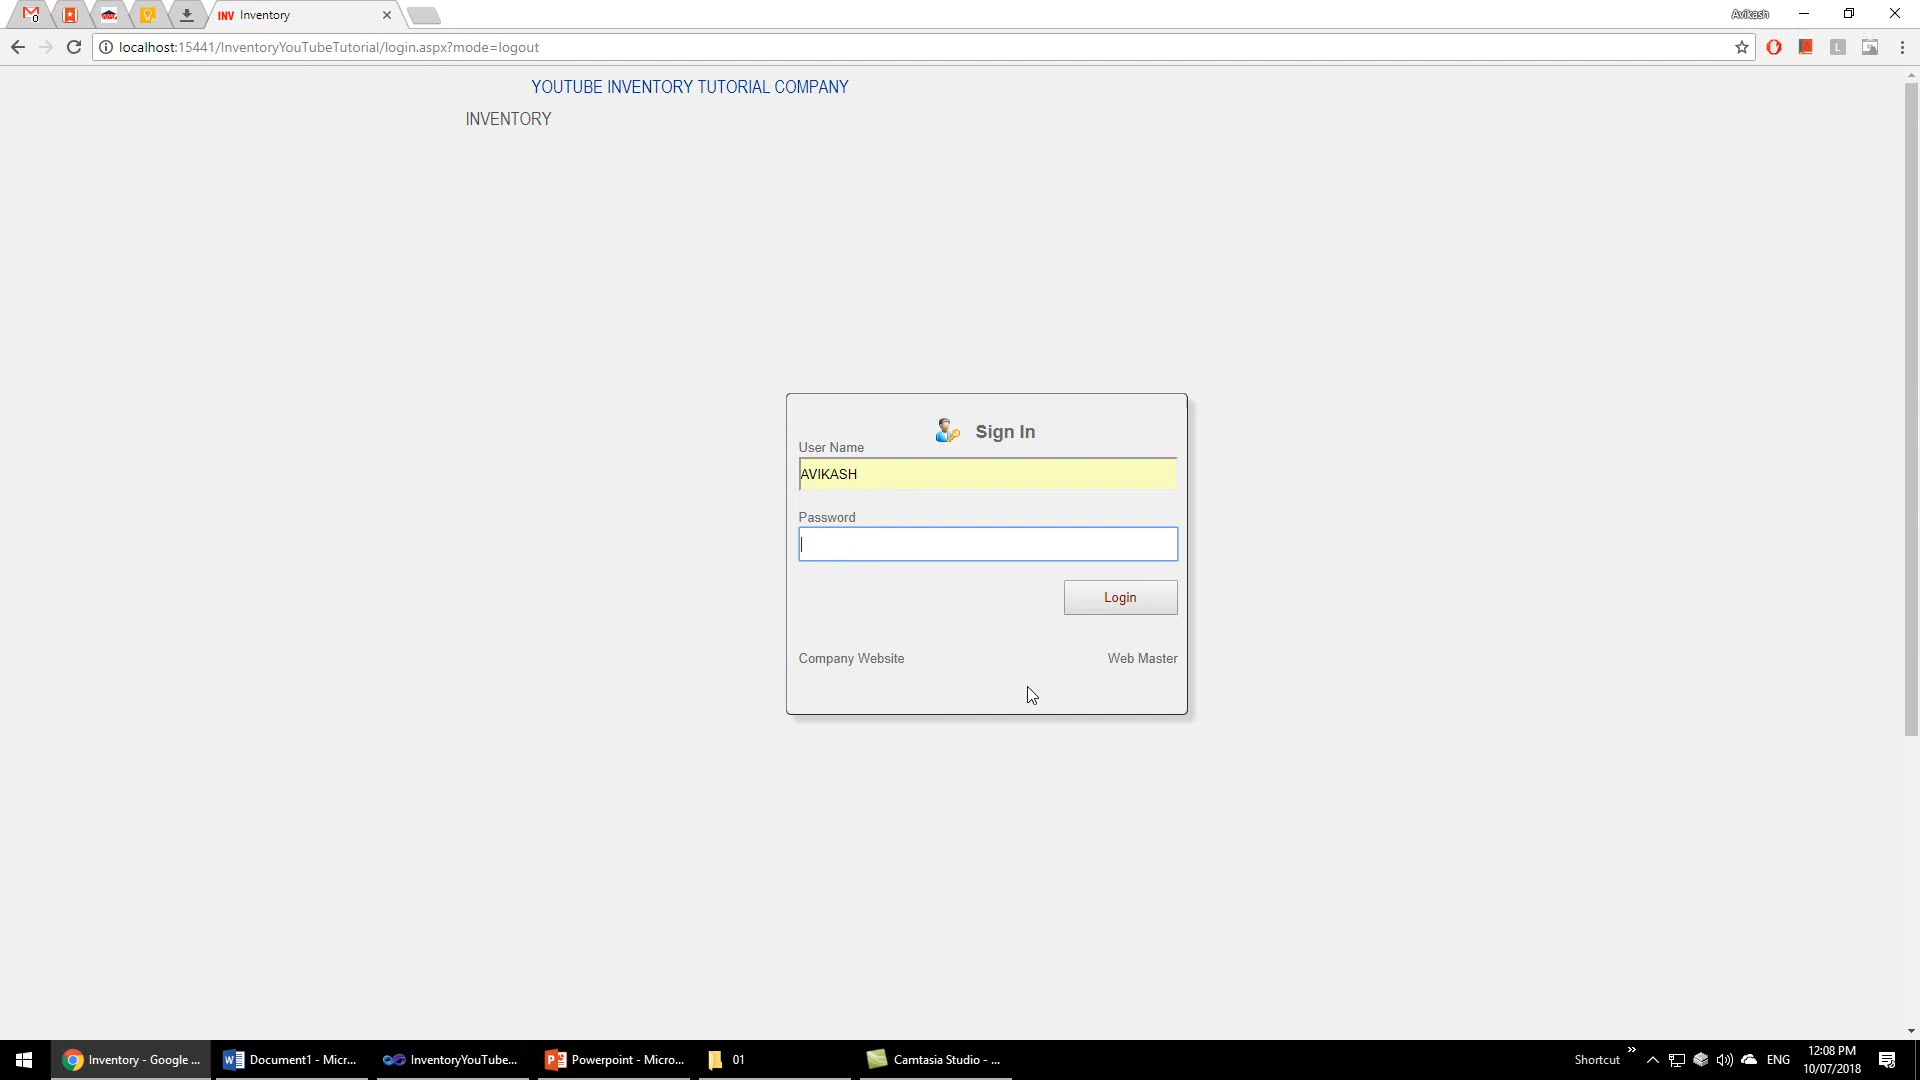 INV Inventory
Avikash
localhost:15441/InventoryYouTubeTutorial/login.aspx?mode=logout
YOUTUBE INVENTORY TUTORIAL COMPANY
INVENTORY
Sign In
User Name
AVIKASH
Password
Login
Company Website Web Master
Inventory - Google ... Document1 - Micr... InventoryYouTube... Powerpoint - Micro... 01 Camtasia Studio - ... Shortcut » ENG 12:08 PM
10/07/2018